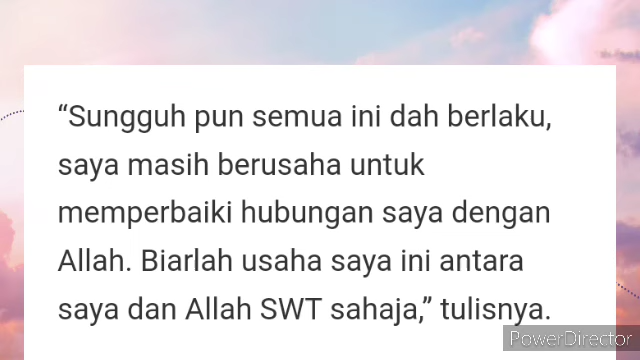 “Sungguh pun semua ini dah berlaku,
saya masih berusaha untuk
memperbaiki hubungan saya dengan
Allah. Biarlah usaha saya ini antara
saya dan Allah SWT sahaja,” tulisnya.
PowerDirector